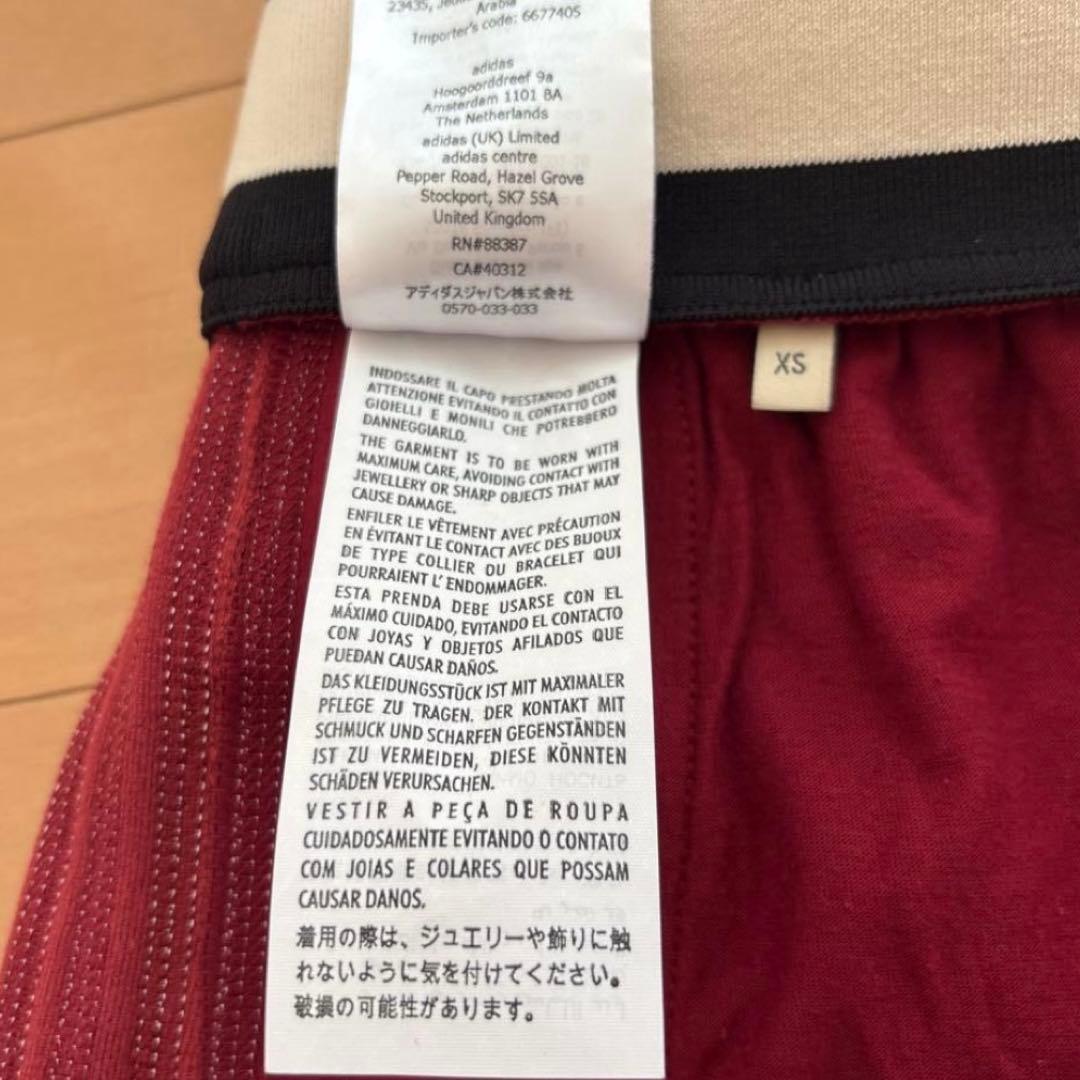 23435, Je
Arabia
Importer's code: 6677405
adidas
Hoogoorddreef 9a
Amsterdam 1101 BA
The Netherlands
adidas (UK) Limited
adidas centre
Pepper Road, Hazel Grove
Stockport, SK7 5SA
United Kingdom
RN#88387
CA#40312
アディダスジャパン株式会社
0570-033-033
XS
INDOSSARE IL CAPO PRESTANDO MOLTA
ATTENZIONE EVITANDO IL CONTATTO CON
GIOIELLI E MONILI CHE POTREBBERO
DANNEGGIARLO.
THE GARMENT IS TO BE WORN WITH
MAXIMUM CARE, AVOIDING CONTACT WITH
JEWELLERY OR SHARP OBJECTS THAT MAY
CAUSE DAMAGE.
ENFILER LE VÊTEMENT AVEC PRÉCAUTION
EN ÉVITANT LE CONTACT AVEC DES BIJOUX
DE TYPE COLLIER OU BRACELET QUI
POURRAIENT L'ENDOMMAGER.
ESTA PRENDA DEBE USARSE CON EL
MÁXIMO CUIDADO, EVITANDO EL CONTACTO
CON JOYAS Y OBJETOS AFILADOS QUE
PUEDAN CAUSAR DAÑOS.
DAS KLEIDUNGSSTÜCK IST MIT MAXIMALER
PFLEGE ZU TRAGEN. DER KONTAKT MIT
SCHMUCK UND SCHARFEN GEGENSTÄNDEN
IST ZU VERMEIDEN, DIESE KÖNNTEN
SCHÄDEN VERURSACHEN.
VESTIR A PEÇA DE ROUPA
CUIDADOSAMENTE EVITANDO O CONTATO
COM JOIAS E COLARES QUE POSSAM
CAUSAR DANOS.
着用の際は、ジュエリーや飾りに触
れないように気を付けてください。
破損の可能性があります。